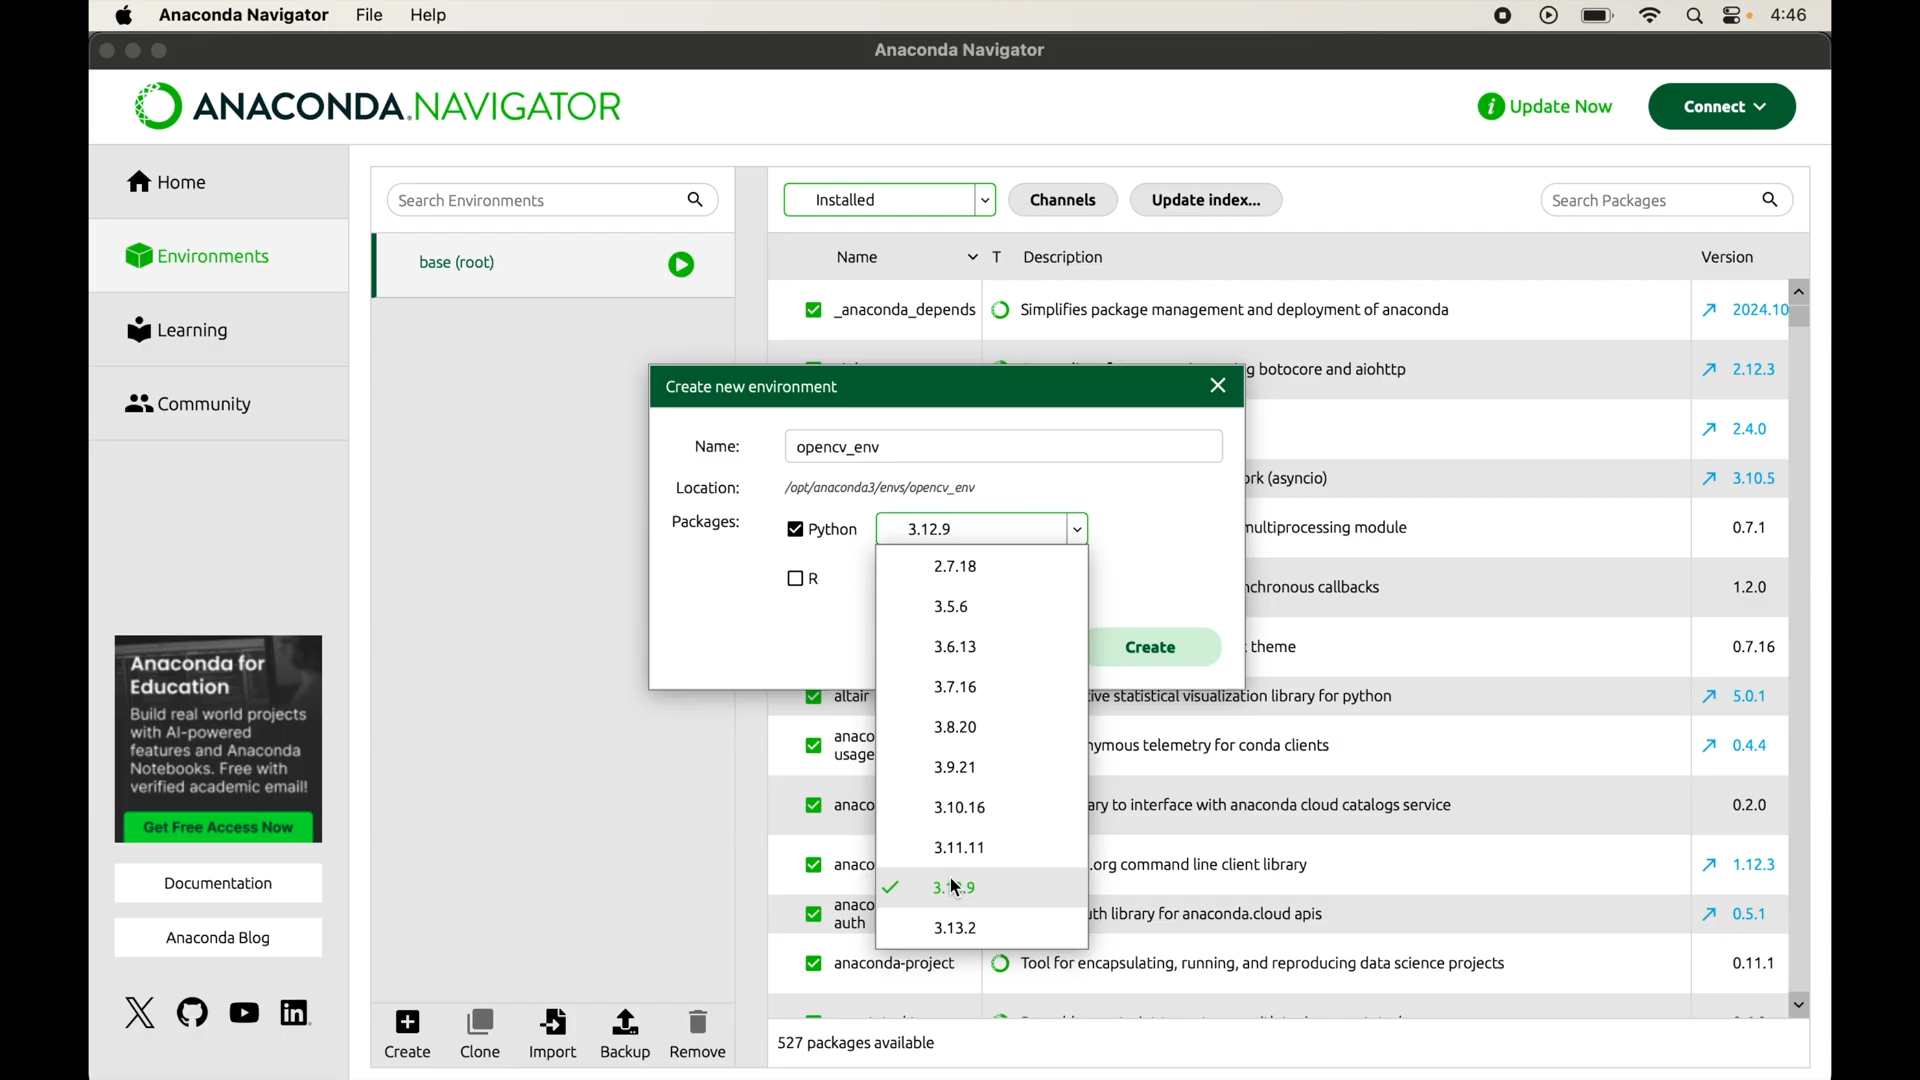 Anaconda Navigator File Help 4:46
Anaconda Navigator
ANACONDA.NAVIGATOR
i Update Now
Connect
Home
Environments
Learning
Community
Anaconda for
Education
Build real world projects
with AI-powered
features and Anaconda
Notebooks. Free with
verified academic email!
Get Free Access Now
Documentation
Anaconda Blog
Search Environments
base (root)
Create Clone Import Backup Remove
Installed Channels Update index... Search Packages
Name T Description Version
_anaconda_depends Simplifies package management and deployment of anaconda 2024.10
g botocore and aiohttp 2.12.3
2.4.0
ork (asyncio) 3.10.5
multiprocessing module 0.7.1
nchronous callbacks 1.2.0
theme 0.7.16
altair ive statistical visualization library for python 5.0.1
anaco
usage
nymous telemetry for conda clients 0.4.4
anaco ary to interface with anaconda cloud catalogs service 0.2.0
anaco .org command line client library 1.12.3
anaco
auth
uth library for anaconda.cloud apis 0.5.1
anaconda-project Tool for encapsulating, running, and reproducing data science projects 0.11.1
527 packages available
Create new environment
Name: opencv_env
Location: /opt/anaconda3/envs/opencv_env
Packages: Python 3.12.9
R
2.7.18
3.5.6
3.6.13
3.7.16
3.8.20
3.9.21
3.10.16
3.11.11
3.12.9
3.13.2
Create